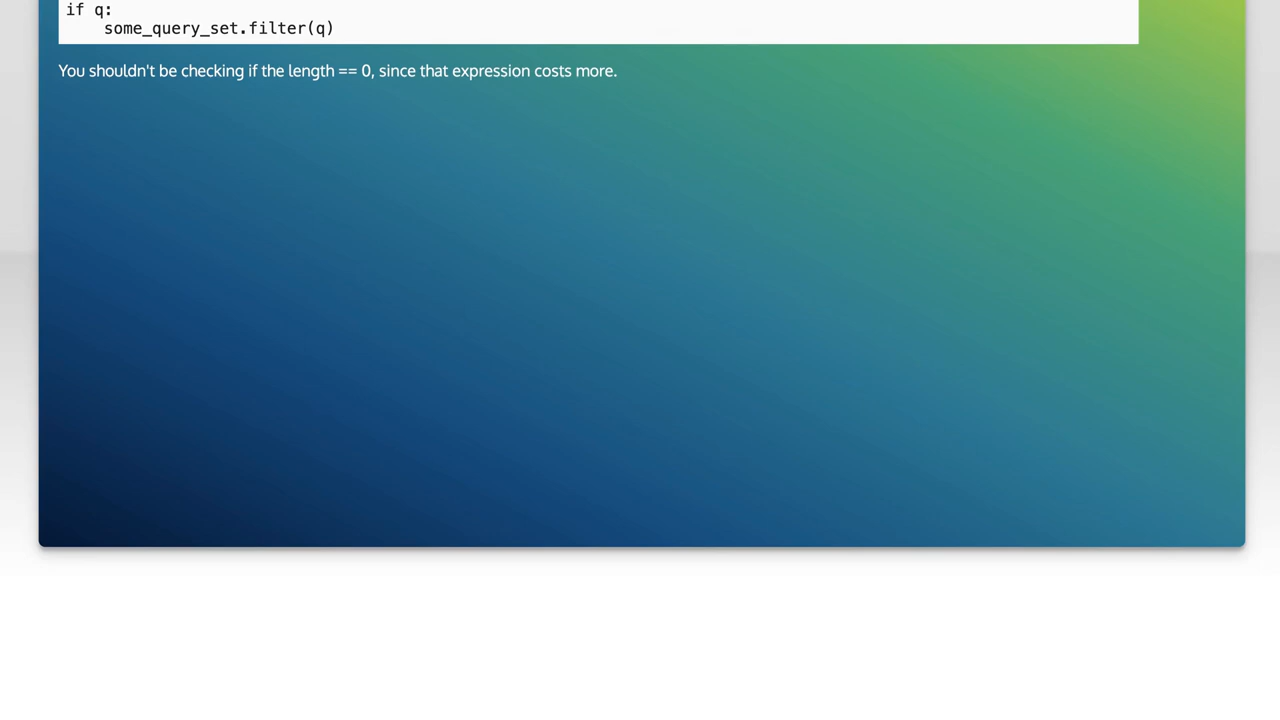 if q:
    some_query_set.filter(q)
You shouldn't be checking if the length == 0, since that expression costs more.